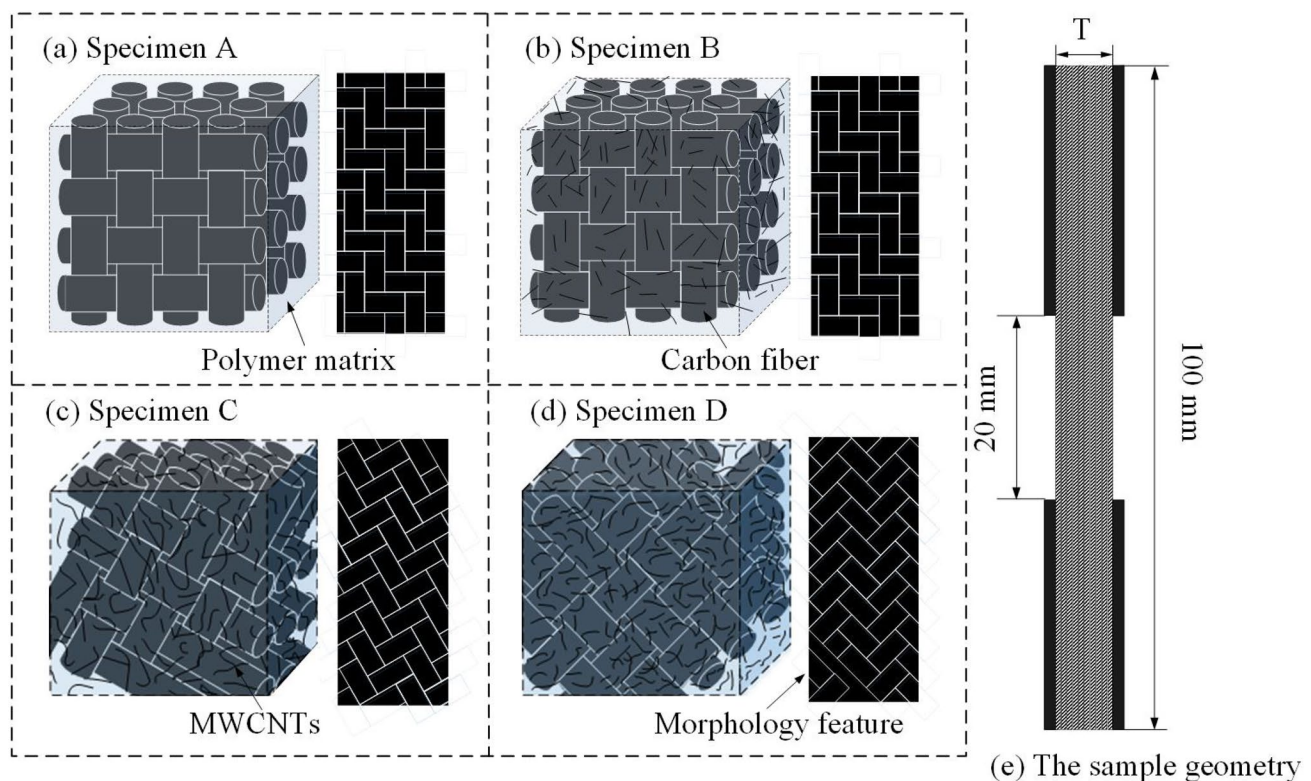 (a) Specimen A
Polymer matrix
(b) Specimen B
Carbon fiber
(c) Specimen C
MWCNTs
(d) Specimen D
Morphology feature
T
20 mm
100 mm
(e) The sample geometry